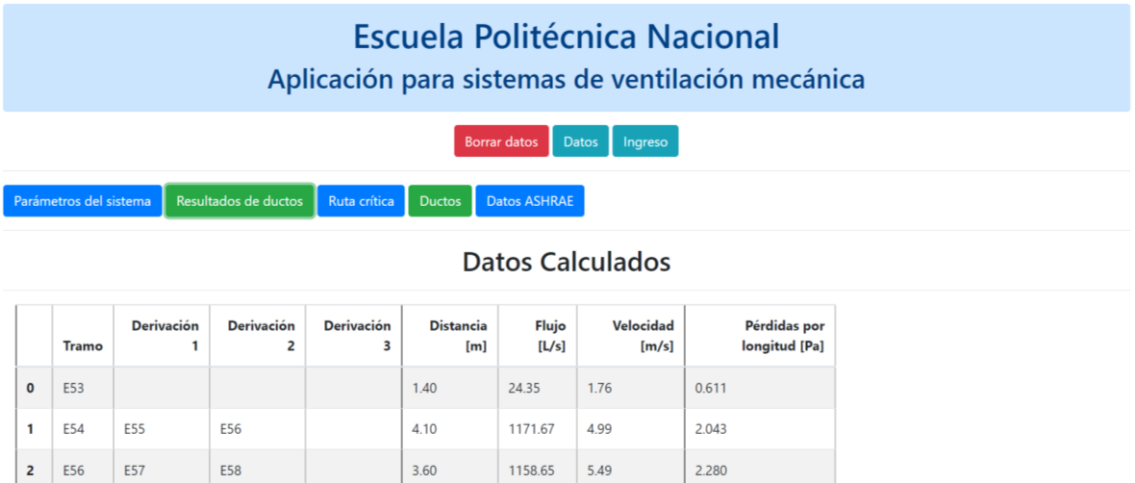 Escuela Politécnica Nacional
Aplicación para sistemas de ventilación mecánica
Borrar datos Datos Ingreso
Parámetros del sistema Resultados de ductos Ruta crítica Ductos Datos ASHRAE
Datos Calculados
Tramo Derivación 1 Derivación 2 Derivación 3 Distancia [m] Flujo [L/s] Velocidad [m/s] Pérdidas por longitud [Pa]
0 E53 1.40 24.35 1.76 0.611
1 E54 E55 E56 4.10 1171.67 4.99 2.043
2 E56 E57 E58 3.60 1158.65 5.49 2.280